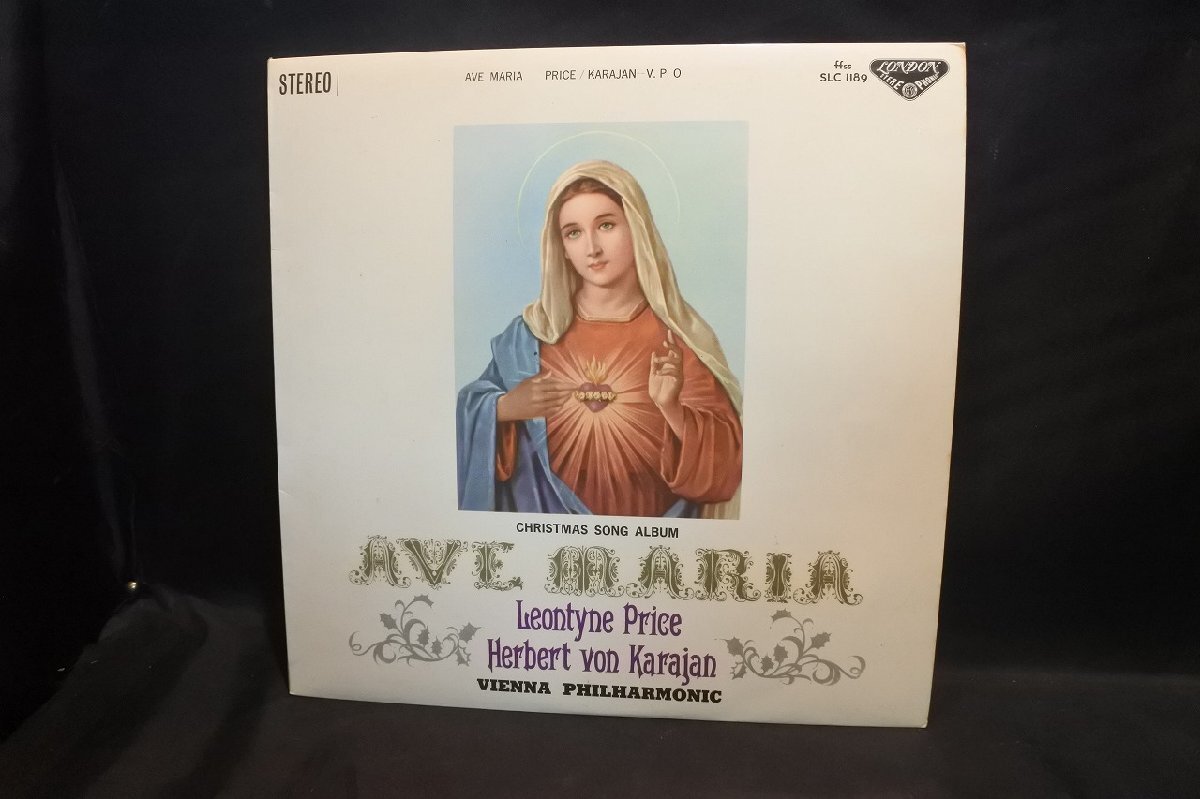 STEREO
AVE MARIA PRICE / KARAJAN-V. P O
ffss
SLC 1189
LONDON
CHRISTMAS SONG ALBUM
AVE MARIA
Leontyne Price
Herbert von Karajan
VIENNA PHILHARMONIC